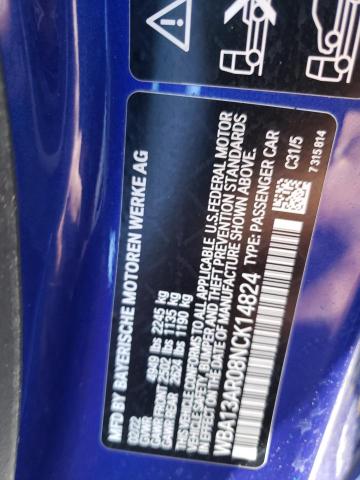 MFD BY BAYERISCHE MOTOREN WERKE AG
02/22
GVWR 4949 lbs 2245 kg
GAWR FRONT 2502 lbs 1135 kg
GAWR REAR 2624 lbs 1190 kg
THIS VEHICLE CONFORMS TO ALL APPLICABLE U.S.FEDERAL MOTOR
VEHICLE SAFETY, BUMPER, AND THEFT PREVENTION STANDARDS
IN EFFECT ON THE DATE OF MANUFACTURE SHOWN ABOVE.
WBA13AR08NCK14824 TYPE: PASSENGER CAR
C31/5
7 315 814